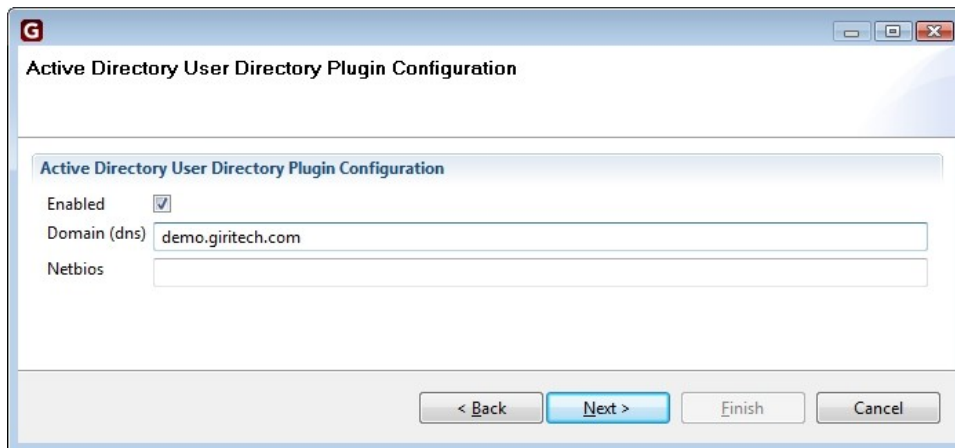 G
Active Directory User Directory Plugin Configuration
Active Directory User Directory Plugin Configuration
Enabled
Domain (dns) demo.giritech.com
Netbios
< Back Next > Finish Cancel